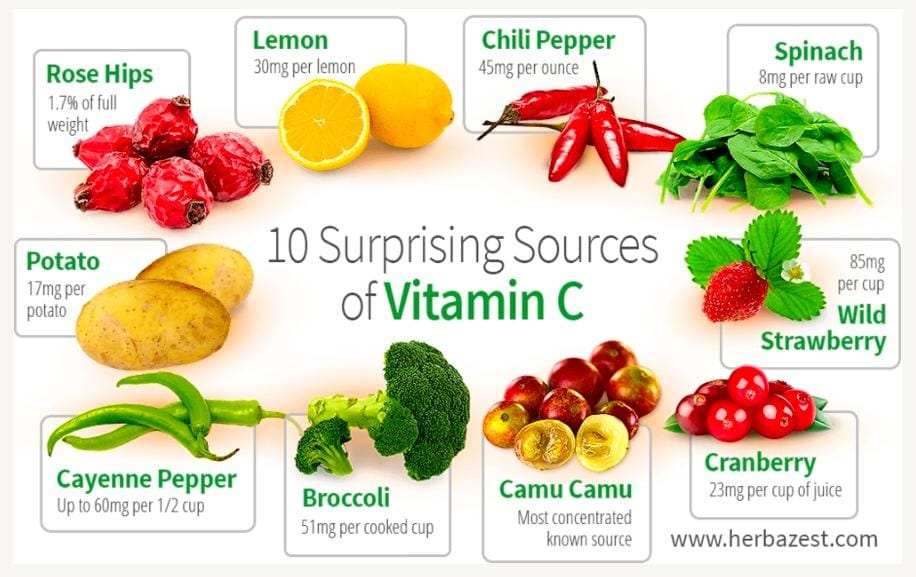 Rose Hips
1.7% of full
weight
Lemon
30mg per lemon
Chili Pepper
45mg per ounce
Spinach
8mg per raw cup
10 Surprising Sources
of Vitamin C
Potato
17mg per
potato
85mg
per cup
Wild
Strawberry
Cayenne Pepper
Up to 60mg per 1/2 cup
Broccoli
51mg per cooked cup
Camu Camu
Most concentrated
known source
Cranberry
23mg per cup of juice
www.herbazest.com